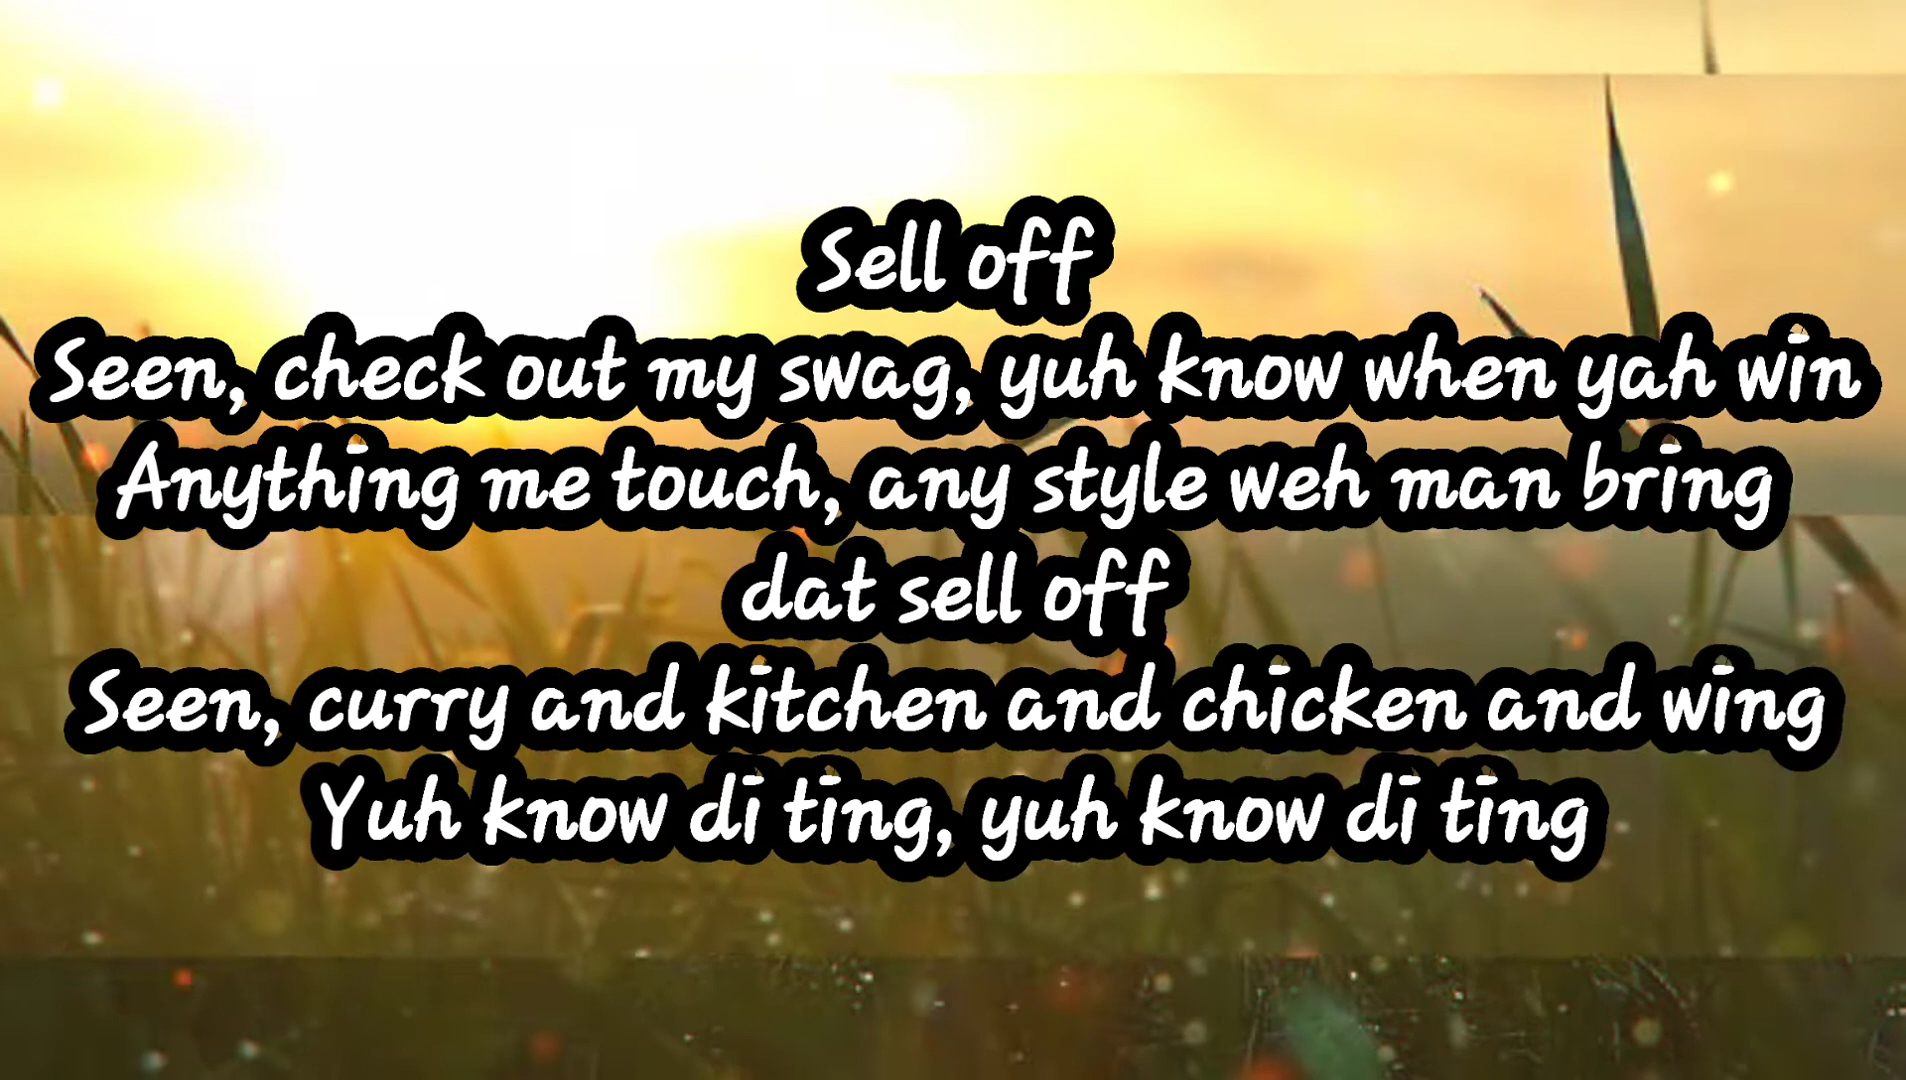 Sell off
Seen, check out my swag, yuh know when yah win
Anything me touch, any style weh man bring
dat sell off
Seen, curry and kitchen and chicken and wing
Yuh know di ting, yuh know di ting